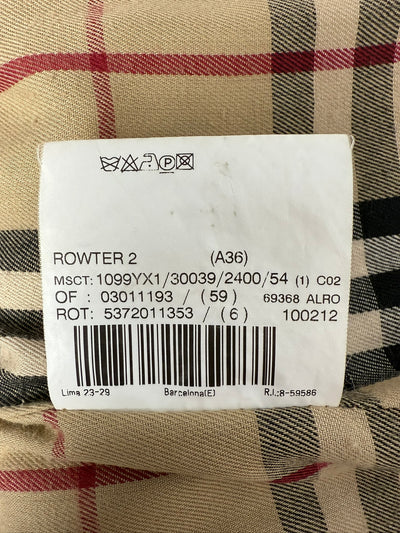 ROWTER 2 (A36)
MSCT: 1099YX1/30039/2400/54 (1) C02
OF : 03011193 / (59) 69368 ALRO
ROT: 5372011353 / (6) 100212
Lima 23-29 Barcelona(E) R.I.:8-59586